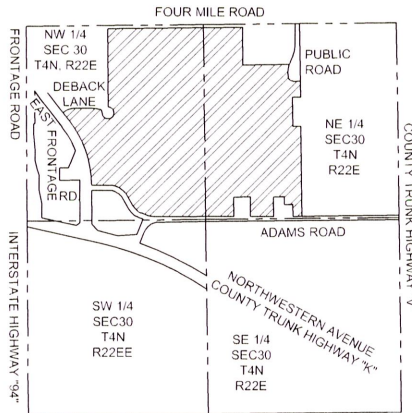 FOUR MILE ROAD
NW 1/4
SEC 30
T4N, R22E
DEBACK
LANE
PUBLIC
ROAD
FRONTAGE ROAD
EAST FRONTAGE
RD.
NE 1/4
SEC30
T4N
R22E
COUNTY TRUNK HIGHWAY V
ADAMS ROAD
INTERSTATE HIGHWAY "94"
NORTHWESTERN AVENUE
COUNTY TRUNK HIGHWAY "K"
SW 1/4
SEC30
T4N
R22EE
SE 1/4
SEC30
T4N
R22E